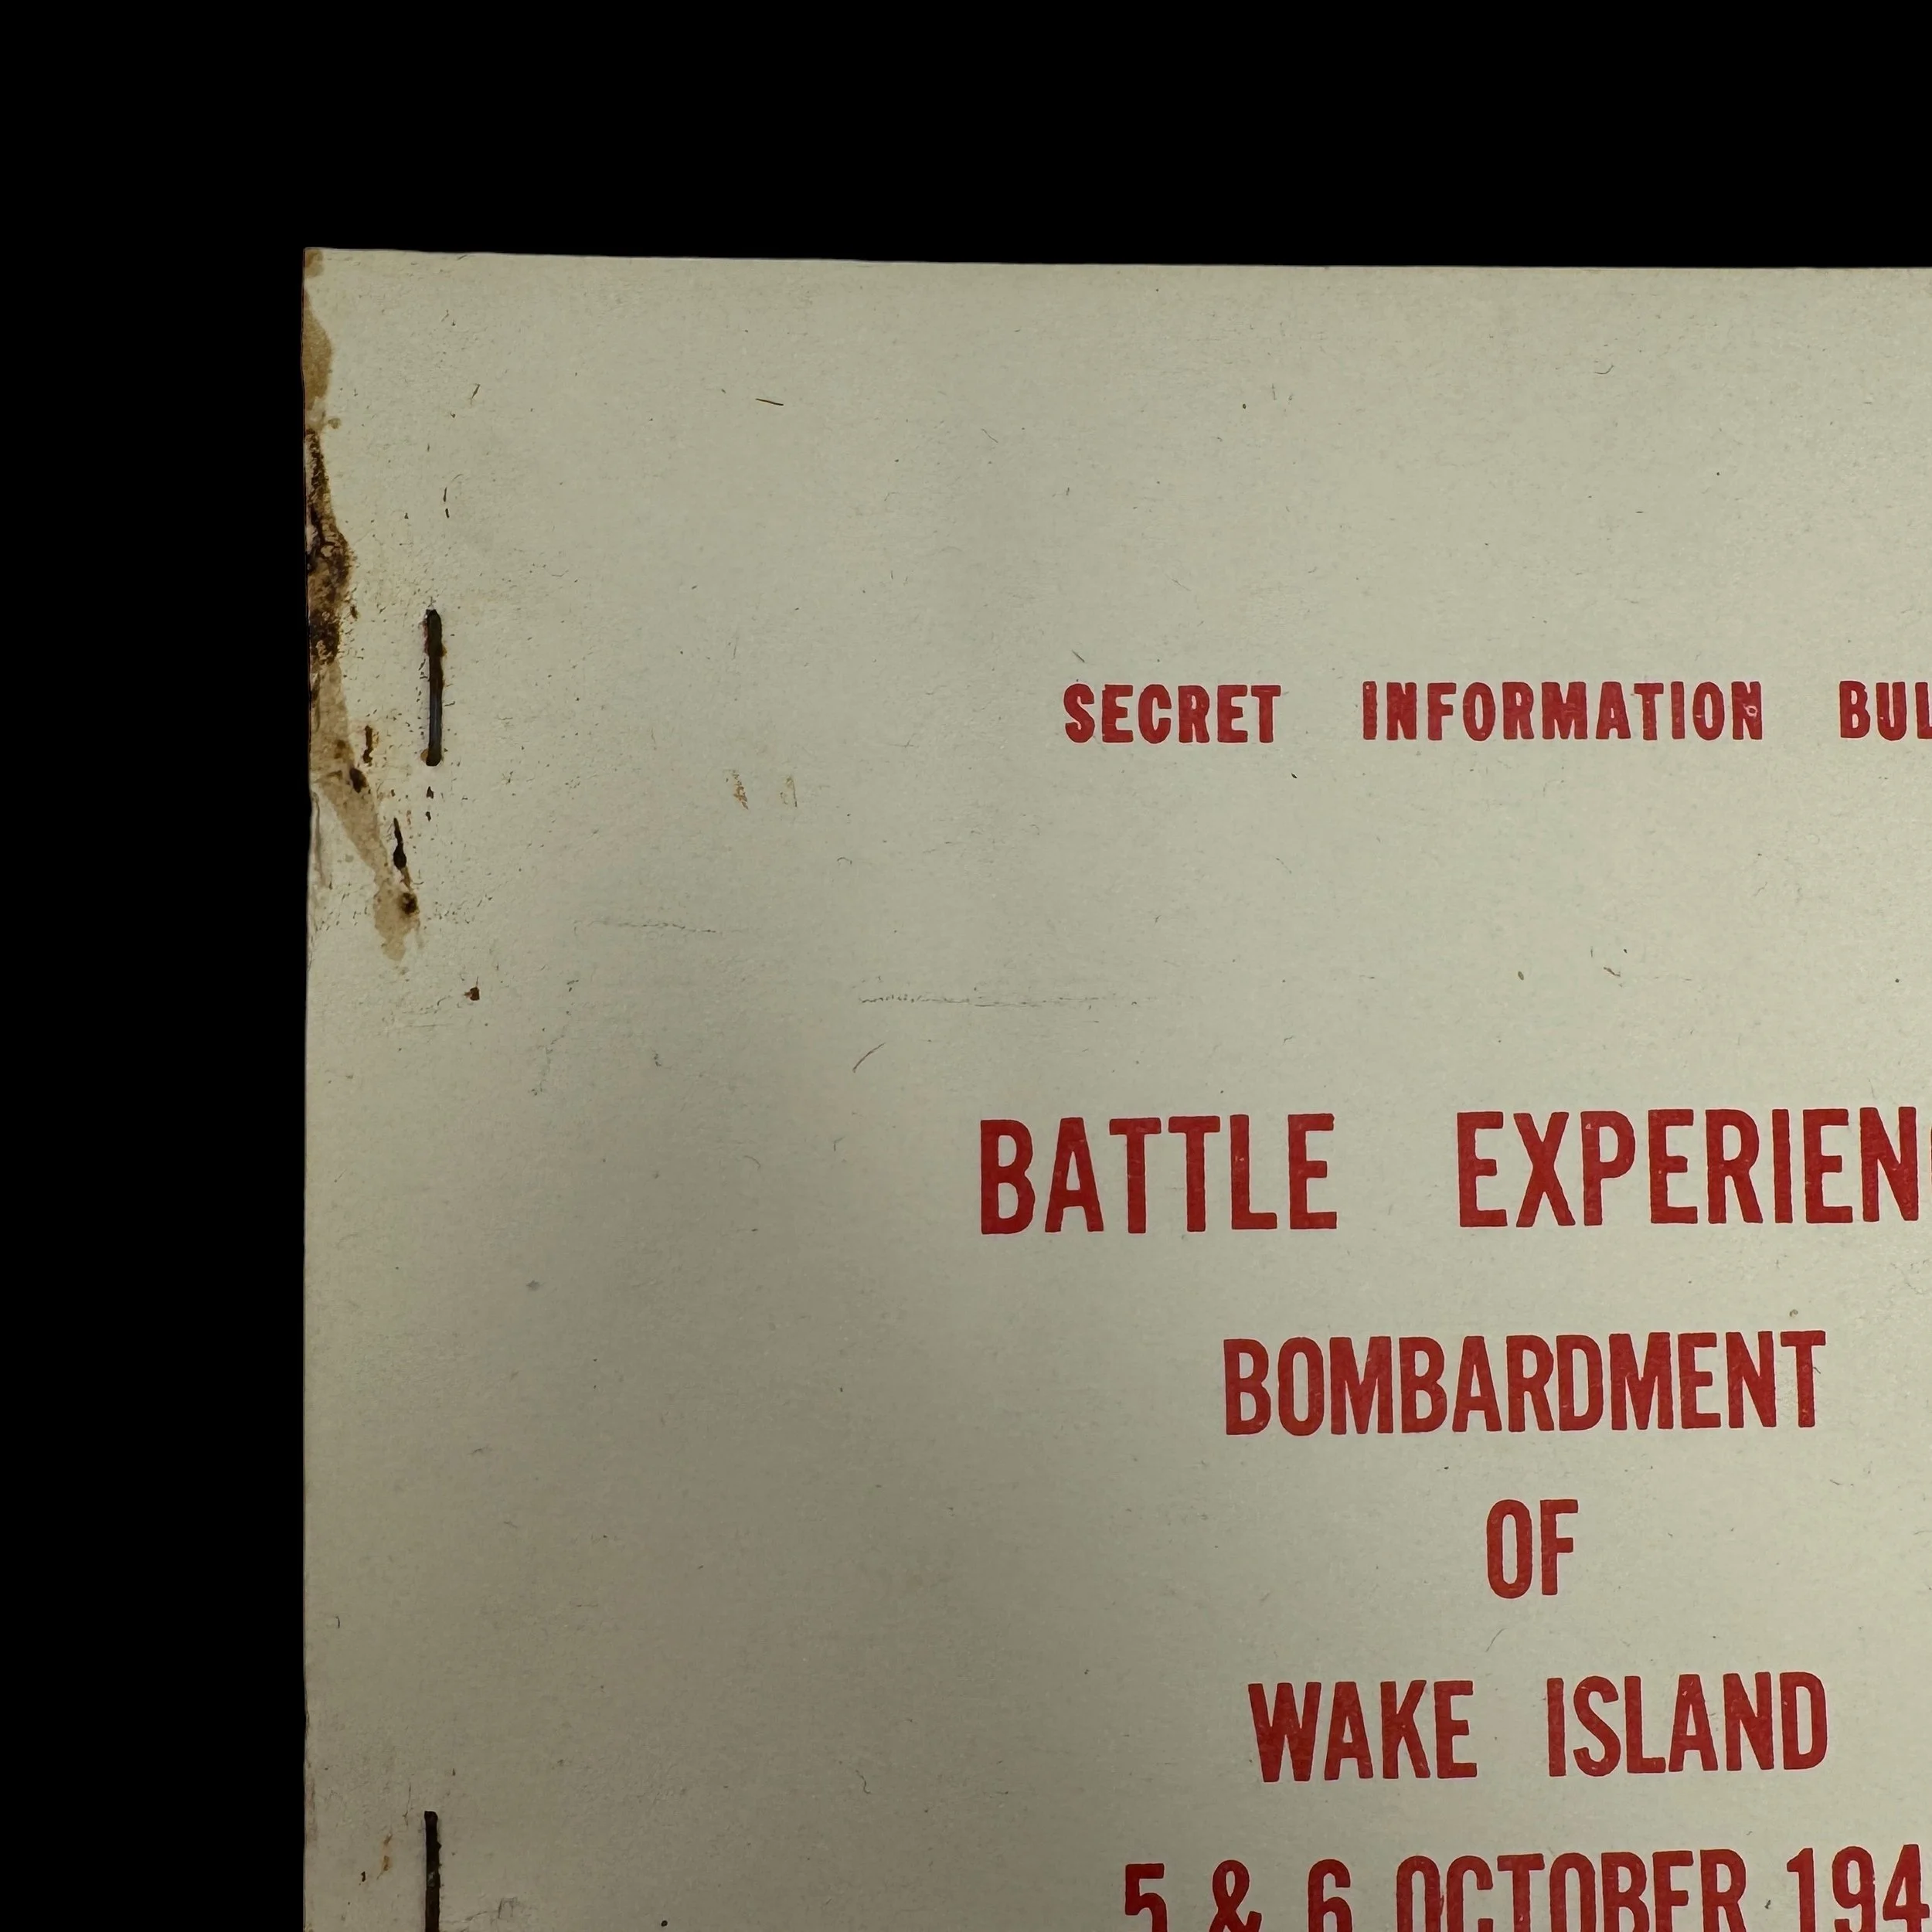 SECRET INFORMATION BUL
BATTLE EXPERIEN
BOMBARDMENT
OF
WAKE ISLAND
5 & 6 OCTOBER 194